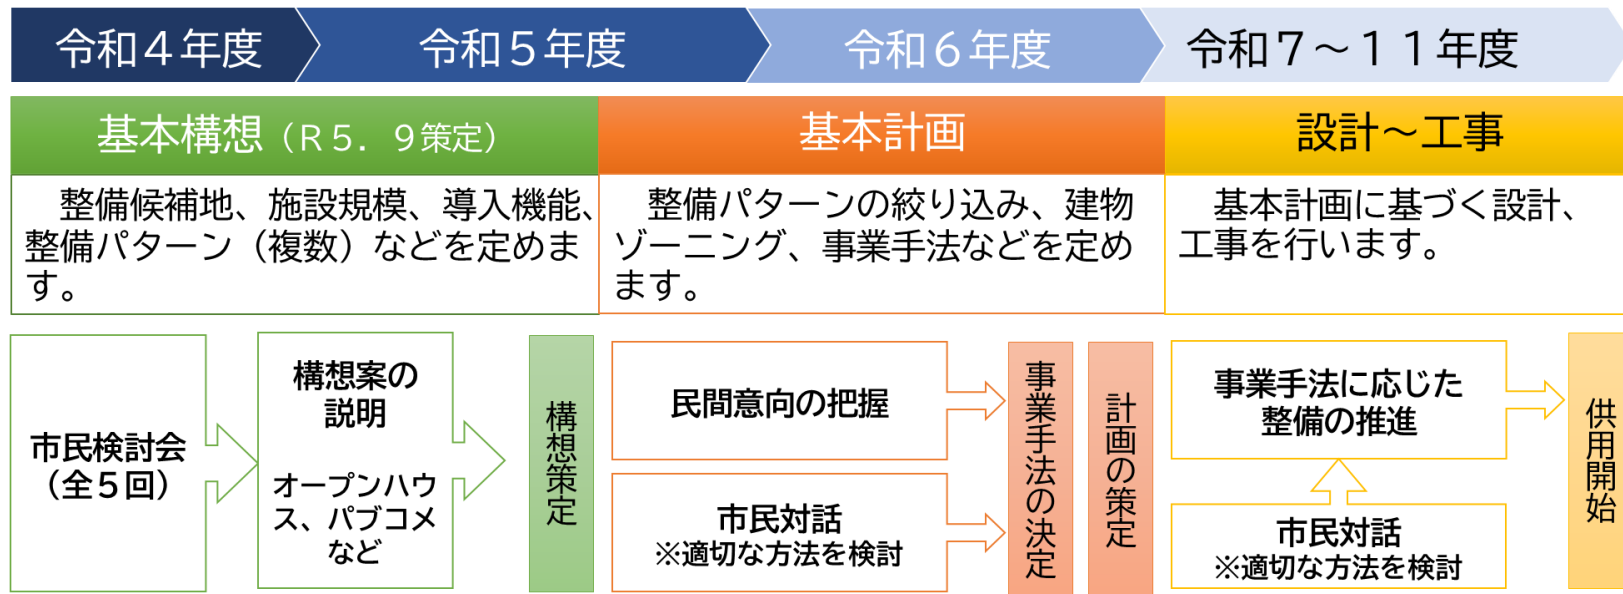 令和４年度
令和５年度
令和６年度
令和７～１１年度
基本構想（Ｒ５．９策定）
基本計画
設計～工事
整備候補地、施設規模、導入機能、
整備パターン（複数）などを定めま
す。
整備パターンの絞り込み、建物
ゾーニング、事業手法などを定め
ます。
基本計画に基づく設計、
工事を行います。
市民検討会
（全５回）
構想案の
説明
オープンハウ
ス、パブコメ
など
構想策定
民間意向の把握
市民対話
※適切な方法を検討
事業手法の決定
計画の策定
事業手法に応じた
整備の推進
市民対話
※適切な方法を検討
供用開始